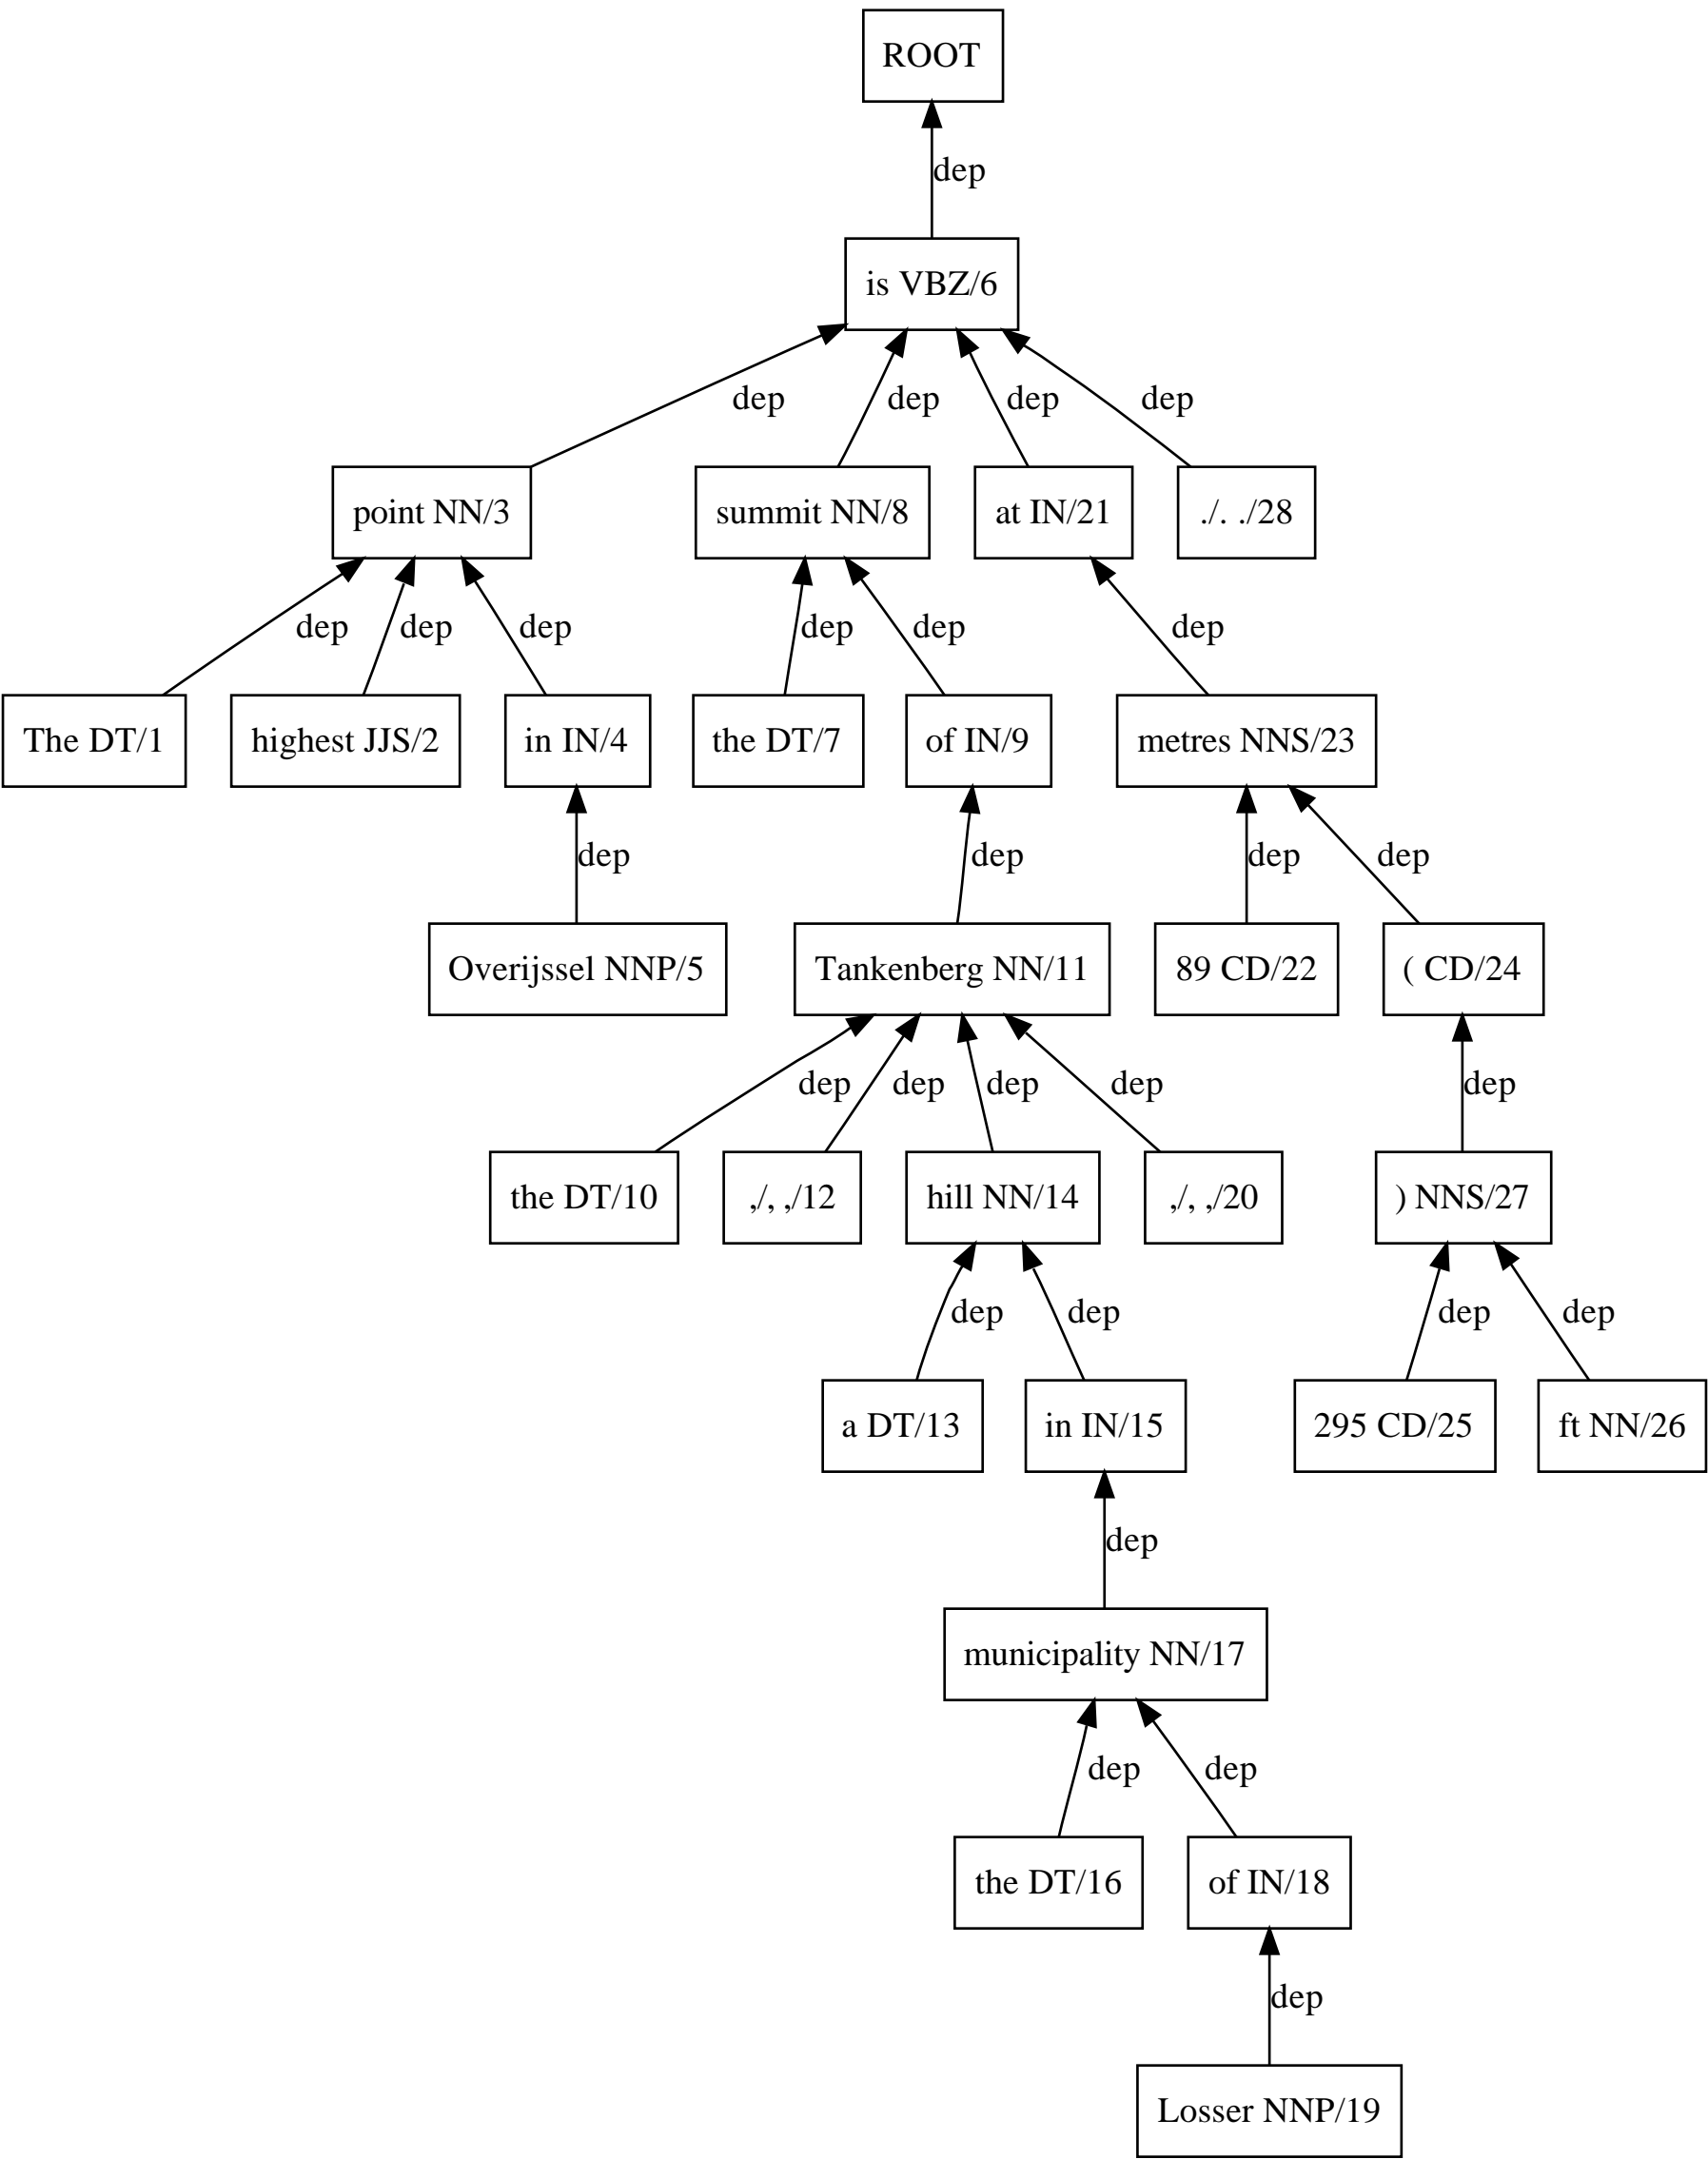 ROOT
dep
is VBZ/6
dep dep dep dep
point NN/3 summit NN/8 at IN/21 ./. ./28
dep dep dep dep dep dep
The DT/1 highest JJS/2 in IN/4 the DT/7 of IN/9 metres NNS/23
dep dep dep dep
Overijssel NNP/5 Tankenberg NN/11 89 CD/22 ( CD/24
dep dep dep dep dep
the DT/10 ,/, ,/12 hill NN/14 ,/, ,/20 ) NNS/27
dep dep dep dep
a DT/13 in IN/15 295 CD/25 ft NN/26
dep
municipality NN/17
dep dep
the DT/16 of IN/18
dep
Losser NNP/19